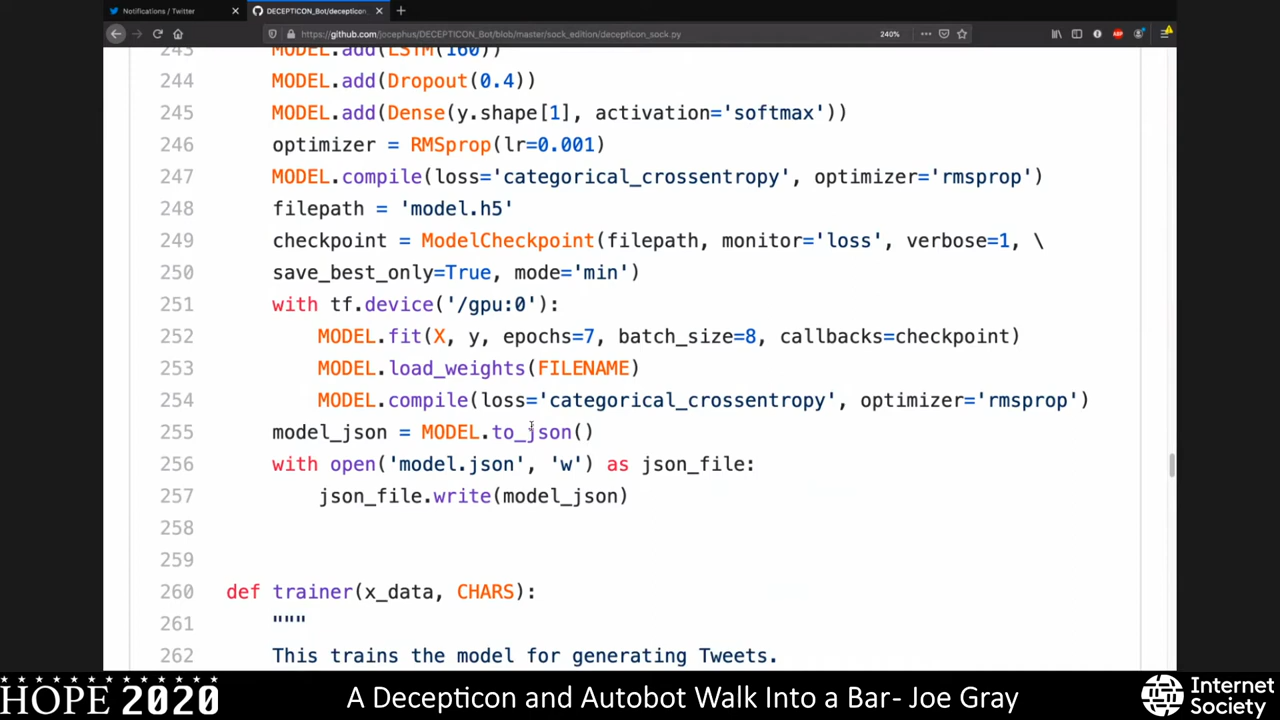 Notifications / Twitter
DECEPTICON_Bot/decepticon
https://github.com/jocephus/DECEPTICON_Bot/blob/master/sock_edition/decepticon_sock.py
240%
243 MODEL.add(LSTM(160))
244 MODEL.add(Dropout(0.4))
245 MODEL.add(Dense(y.shape[1], activation='softmax'))
246 optimizer = RMSprop(lr=0.001)
247 MODEL.compile(loss='categorical_crossentropy', optimizer='rmsprop')
248 filepath = 'model.h5'
249 checkpoint = ModelCheckpoint(filepath, monitor='loss', verbose=1, \
250 save_best_only=True, mode='min')
251 with tf.device('/gpu:0'):
252 MODEL.fit(X, y, epochs=7, batch_size=8, callbacks=checkpoint)
253 MODEL.load_weights(FILENAME)
254 MODEL.compile(loss='categorical_crossentropy', optimizer='rmsprop')
255 model_json = MODEL.to_json()
256 with open('model.json', 'w') as json_file:
257 json_file.write(model_json)
258
259
260 def trainer(x_data, CHARS):
261 """
262 This trains the model for generating Tweets.
HOPE 2020
A Decepticon and Autobot Walk Into a Bar- Joe Gray
Internet
Society